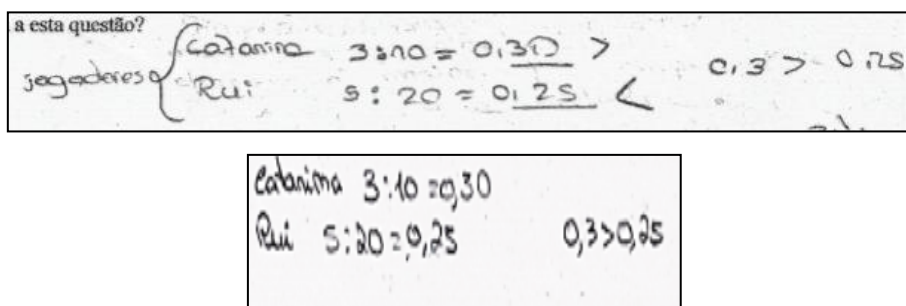 a esta questão?
jogadores { Catarina 3:10 = 0,30 >
Rui 5:20 = 0,25 <
0,3 > 0,25
Catarina 3:10 = 0,30
Rui 5:20 = 0,25 0,3 > 0,25